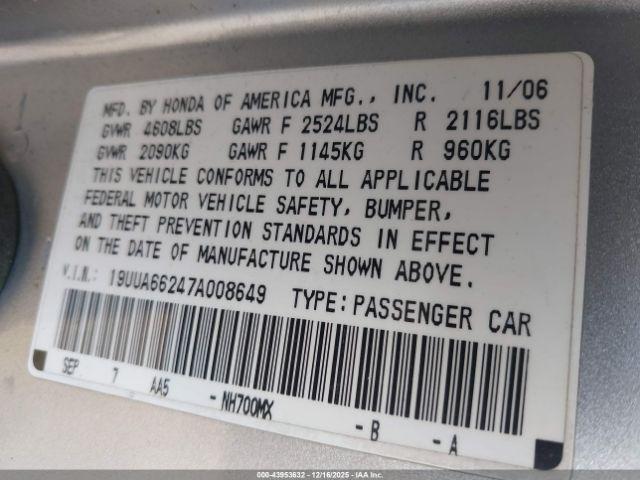 MFD. BY HONDA OF AMERICA MFG., INC. 11/06
GVWR 4608LBS GAWR F 2524LBS R 2116LBS
GVWR 2090KG GAWR F 1145KG R 960KG
THIS VEHICLE CONFORMS TO ALL APPLICABLE
FEDERAL MOTOR VEHICLE SAFETY, BUMPER,
AND THEFT PREVENTION STANDARDS IN EFFECT
ON THE DATE OF MANUFACTURE SHOWN ABOVE.
V.I.N.: 19UUA66247A008649 TYPE:PASSENGER CAR
SEP 7 AA5 -NH700MX -B -A
00-43953632 - 12/16/2025 - IAA Inc.